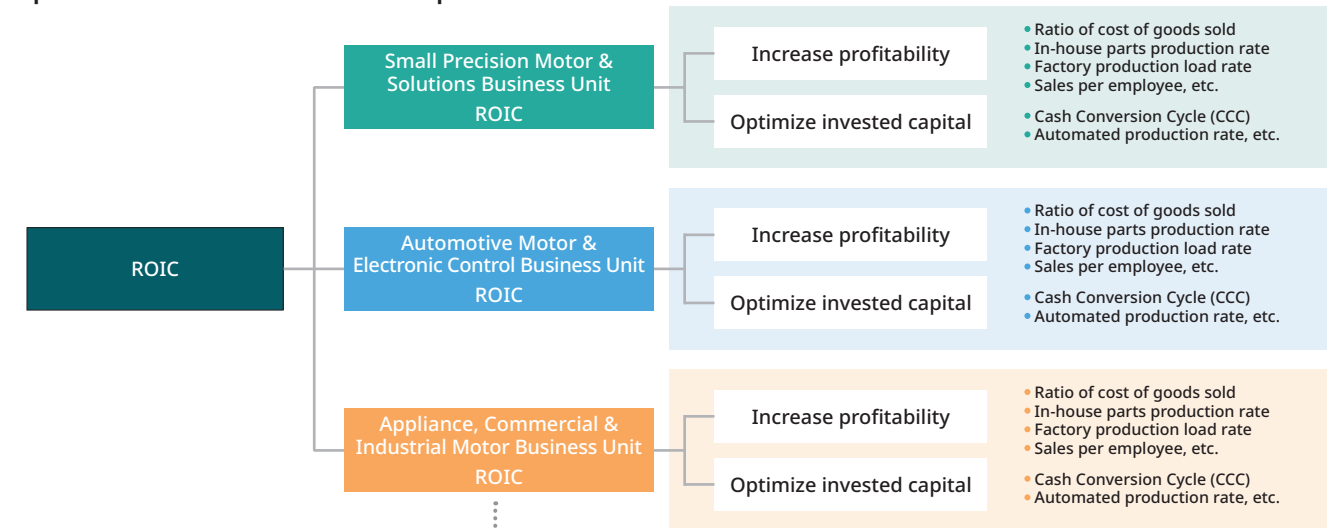 ROIC
Small Precision Motor &
Solutions Business Unit
ROIC
Increase profitability
Optimize invested capital
• Ratio of cost of goods sold
• In-house parts production rate
• Factory production load rate
• Sales per employee, etc.
• Cash Conversion Cycle (CCC)
• Automated production rate, etc.
Automotive Motor &
Electronic Control Business Unit
ROIC
Increase profitability
Optimize invested capital
• Ratio of cost of goods sold
• In-house parts production rate
• Factory production load rate
• Sales per employee, etc.
• Cash Conversion Cycle (CCC)
• Automated production rate, etc.
Appliance, Commercial &
Industrial Motor Business Unit
ROIC
Increase profitability
Optimize invested capital
• Ratio of cost of goods sold
• In-house parts production rate
• Factory production load rate
• Sales per employee, etc.
• Cash Conversion Cycle (CCC)
• Automated production rate, etc.